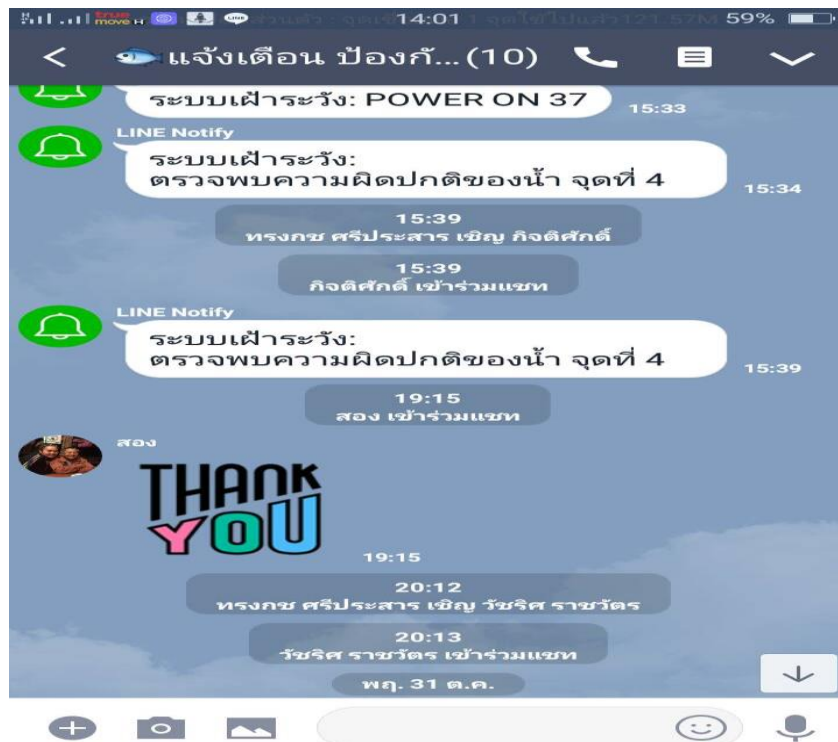 true
move H
14:01
121.57M
59%
แจ้งเตือน ป้องกั...(10)
ระบบเฝ้าระวัง: POWER ON 37
15:33
LINE Notify
ระบบเฝ้าระวัง:
ตรวจพบความผิดปกติของน้ำ จุดที่ 4
15:34
15:39
ทรงกช ศรีประสาร เชิญ กิจติศักดิ์
15:39
กิจติศักดิ์ เข้าร่วมแชท
LINE Notify
ระบบเฝ้าระวัง:
ตรวจพบความผิดปกติของน้ำ จุดที่ 4
15:39
19:15
สอง เข้าร่วมแชท
สอง
THANK
YOU
19:15
20:12
ทรงกช ศรีประสาร เชิญ วัชริศ ราชวัตร
20:13
วัชริศ ราชวัตร เข้าร่วมแชท
พฤ. 31 ต.ค.